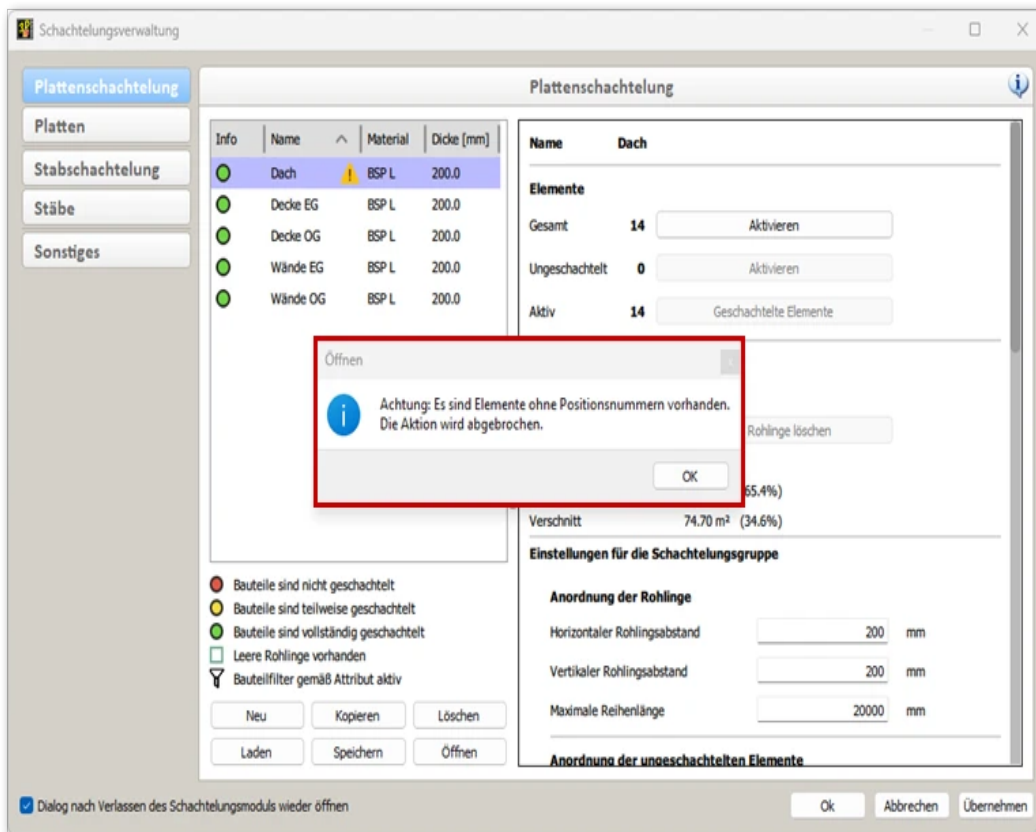 Schachtelungsverwaltung
Plattenschachtelung
Platten
Stabschachtelung
Stäbe
Sonstiges
Plattenschachtelung
Info Name Material Dicke [mm]
Dach BSP L 200.0
Decke EG BSP L 200.0
Decke OG BSP L 200.0
Wände EG BSP L 200.0
Wände OG BSP L 200.0
Bauteile sind nicht geschachtelt
Bauteile sind teilweise geschachtelt
Bauteile sind vollständig geschachtelt
Leere Rohlinge vorhanden
Bauteilfilter gemäß Attribut aktiv
Neu Kopieren Löschen
Laden Speichern Öffnen
Name Dach
Elemente
Gesamt 14 Aktivieren
Ungeschachtelt 0 Aktivieren
Aktiv 14 Geschachtelte Elemente
Rohlinge löschen
65.4%)
Verschnitt 74.70 m² (34.6%)
Einstellungen für die Schachtelungsgruppe
Anordnung der Rohlinge
Horizontaler Rohlingsabstand 200 mm
Vertikaler Rohlingsabstand 200 mm
Maximale Reihenlänge 20000 mm
Anordnung der ungeschachtelten Elemente
Öffnen
Achtung: Es sind Elemente ohne Positionsnummern vorhanden.
Die Aktion wird abgebrochen.
OK
Dialog nach Verlassen des Schachtelungsmoduls wieder öffnen
Ok Abbrechen Übernehmen